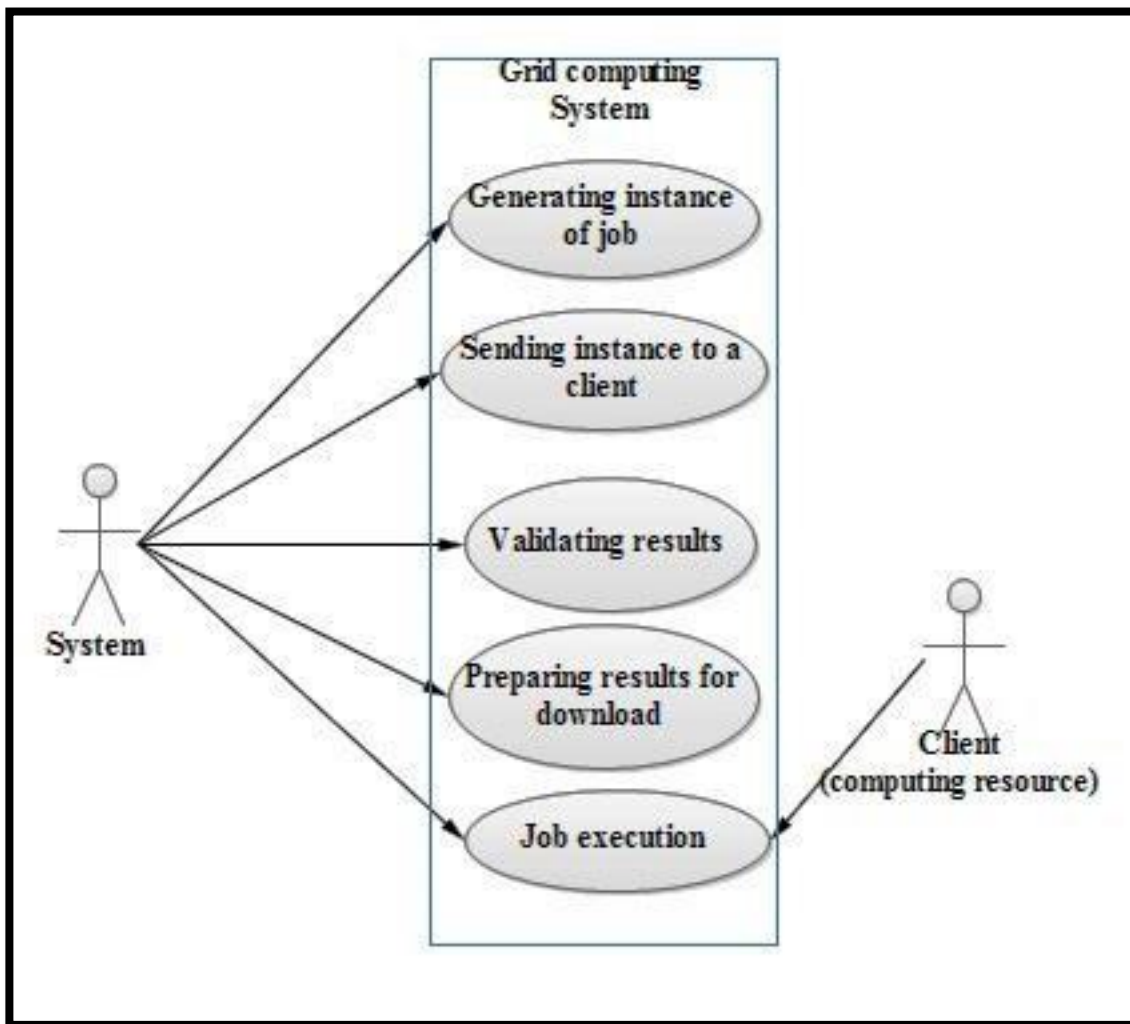 Grid computing
System
Generating instance
of job
Sending instance to a
client
Validating results
System
Preparing results for
download
Client
(computing resource)
Job execution